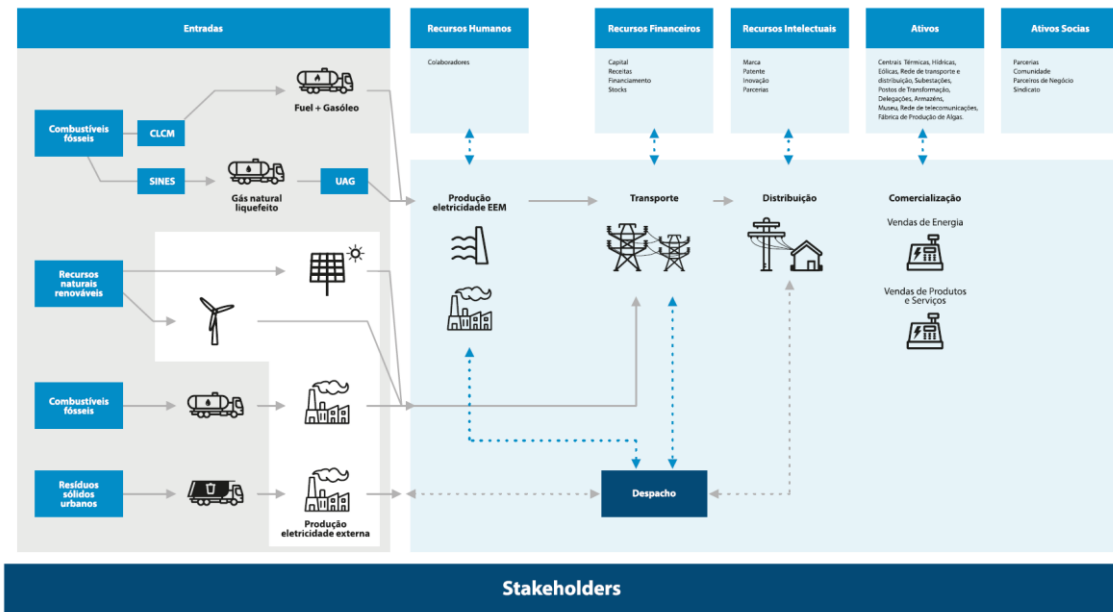 Entradas
Recursos Humanos
Colaboradores
Recursos Financeiros
Capital
Receitas
Financiamento
Stocks
Recursos Intelectuais
Marca
Patente
Inovação
Parcerias
Ativos
Centrais Térmicas, Hídricas,
Eólicas, Rede de transporte e
distribuição, Subestações,
Postos de Transformação,
Delegações, Armazéns,
Museu, Rede de telecomunicações,
Fábrica de Produção de Algas.
Ativos Socias
Parcerias
Comunidade
Parceiros de Negócio
Sindicato
Combustíveis
fósseis
CLCM
Fuel + Gasóleo
SINES
Gás natural
liquefeito
UAG
Recursos
naturais
renováveis
Combustíveis
fósseis
Resíduos
sólidos
urbanos
Produção
eletricidade externa
Produção
eletricidade EEM
Transporte
Distribuição
Comercialização
Vendas de Energia
Vendas de Produtos
e Serviços
Despacho
Stakeholders